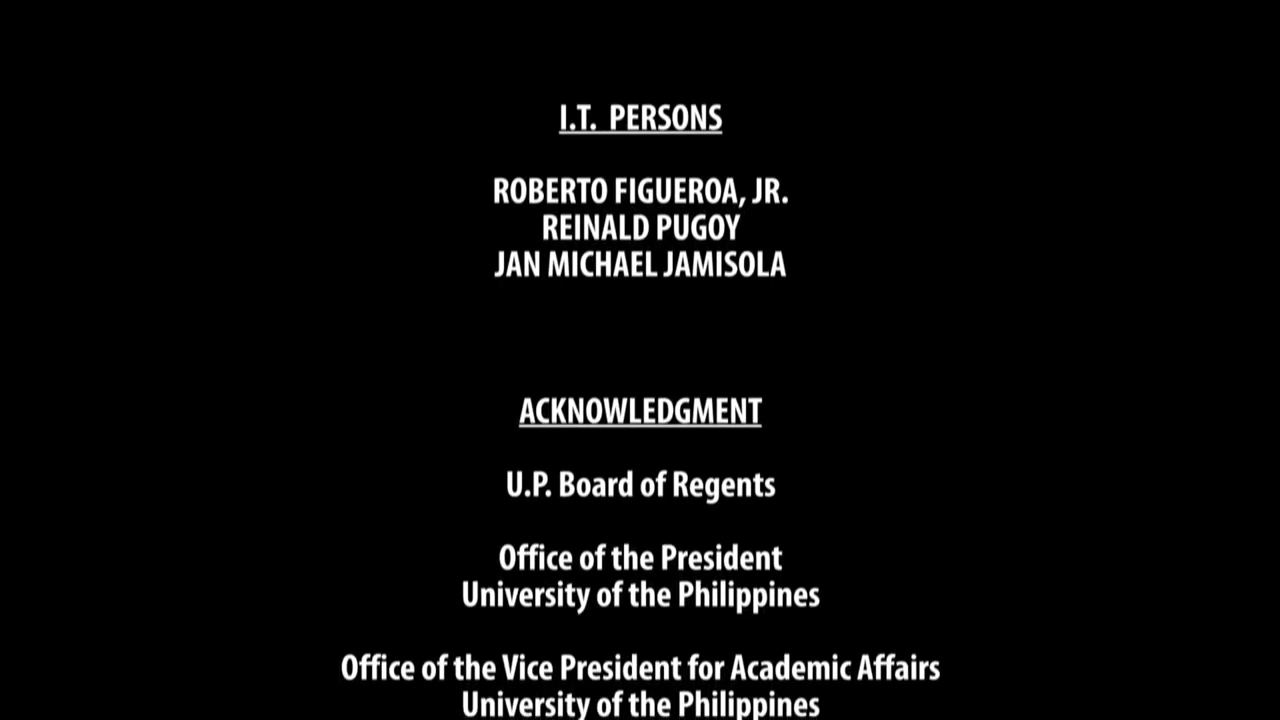 I.T. PERSONS
ROBERTO FIGUEROA, JR.
REINALD PUGOY
JAN MICHAEL JAMISOLA
ACKNOWLEDGMENT
U.P. Board of Regents
Office of the President
University of the Philippines
Office of the Vice President for Academic Affairs
University of the Philippines